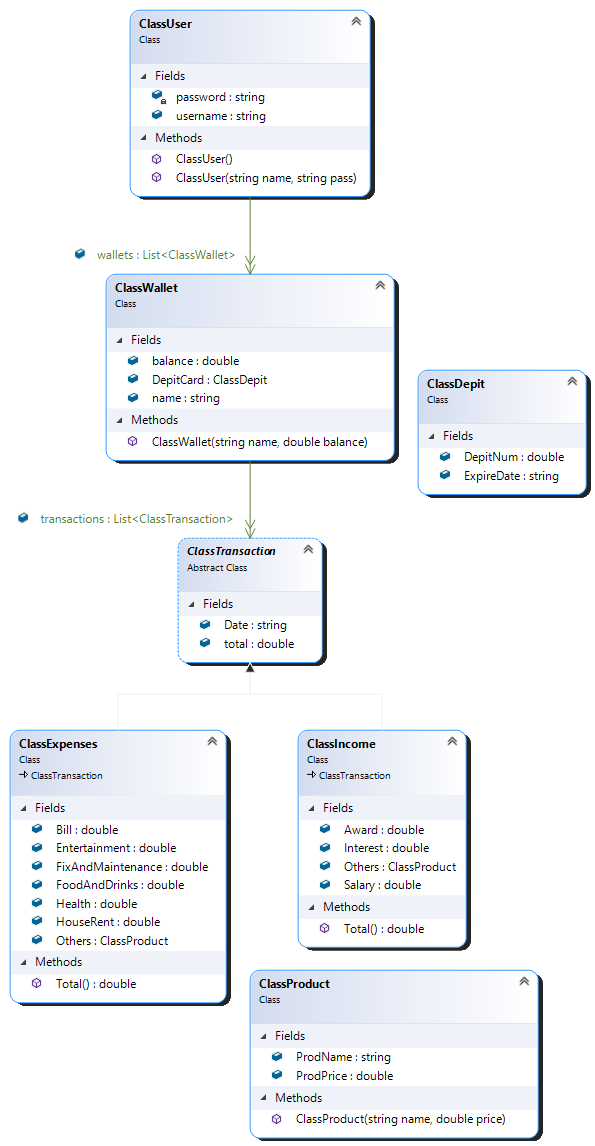 ClassUser
Class
Fields
password : string
username : string
Methods
ClassUser()
ClassUser(string name, string pass)
wallets : List<ClassWallet>
ClassWallet
Class
Fields
balance : double
DepitCard : ClassDepit
name : string
Methods
ClassWallet(string name, double balance)
ClassDepit
Class
Fields
DepitNum : double
ExpireDate : string
transactions : List<ClassTransaction>
ClassTransaction
Abstract Class
Fields
Date : string
total : double
ClassExpenses
Class
ClassTransaction
Fields
Bill : double
Entertainment : double
FixAndMaintenance : double
FoodAndDrinks : double
Health : double
HouseRent : double
Others : ClassProduct
Methods
Total() : double
ClassIncome
Class
ClassTransaction
Fields
Award : double
Interest : double
Others : ClassProduct
Salary : double
Methods
Total() : double
ClassProduct
Class
Fields
ProdName : string
ProdPrice : double
Methods
ClassProduct(string name, double price)